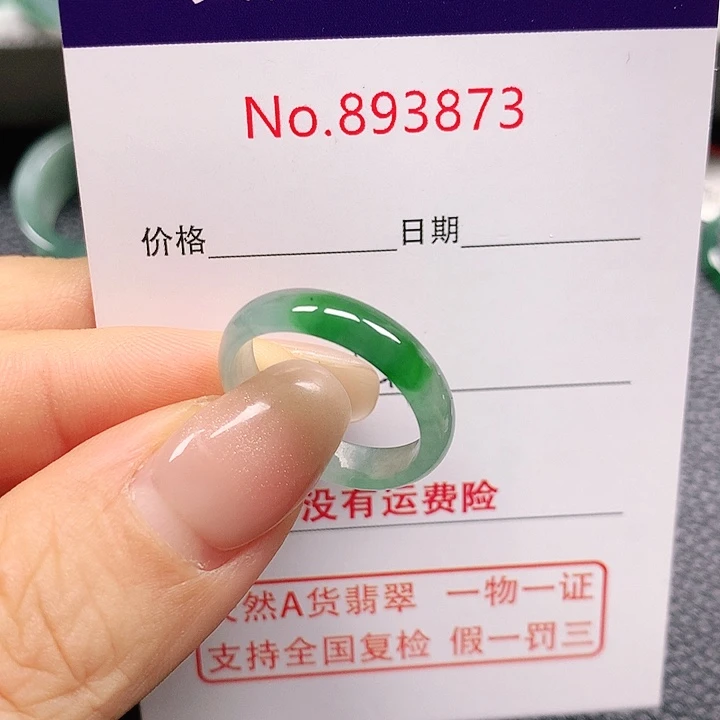 No.893873
价格 日期
没有运费险
然A货翡翠 一物一证
支持全国复检 假一罚三